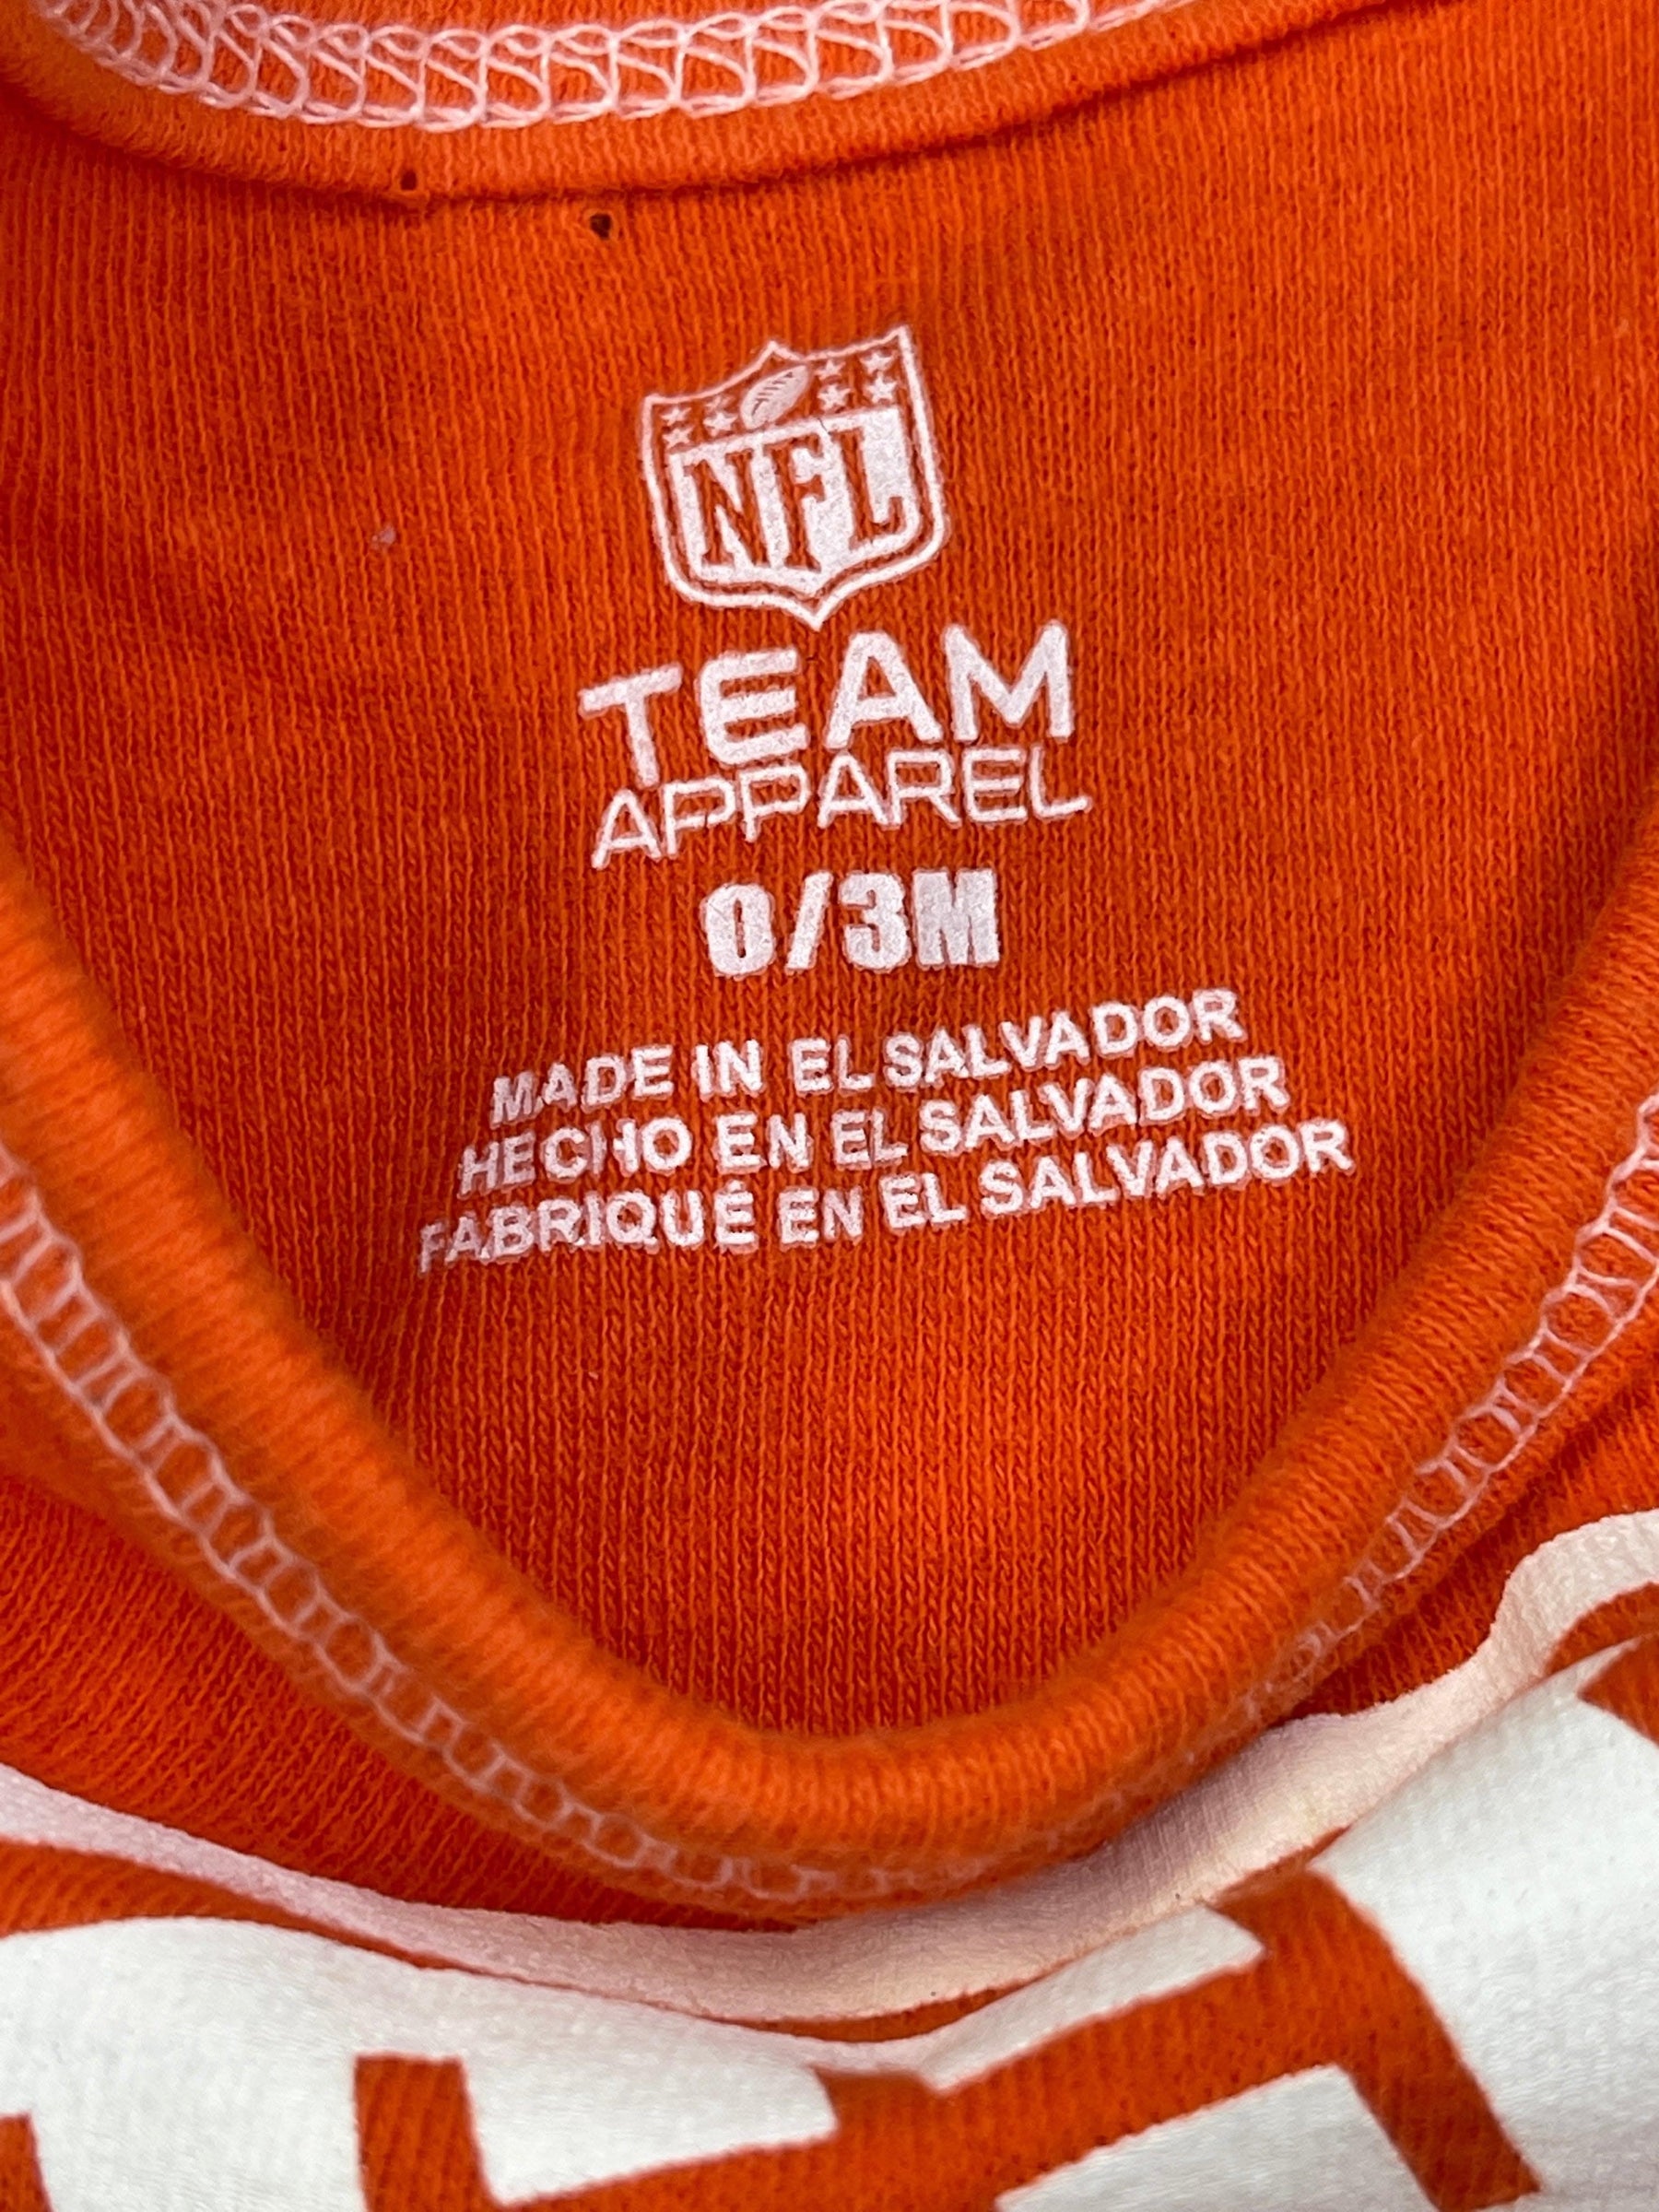 NFL
TEAM
APPAREL
0/3M
MADE IN EL SALVADOR
HECHO EN EL SALVADOR
FABRIQUÉ EN EL SALVADOR